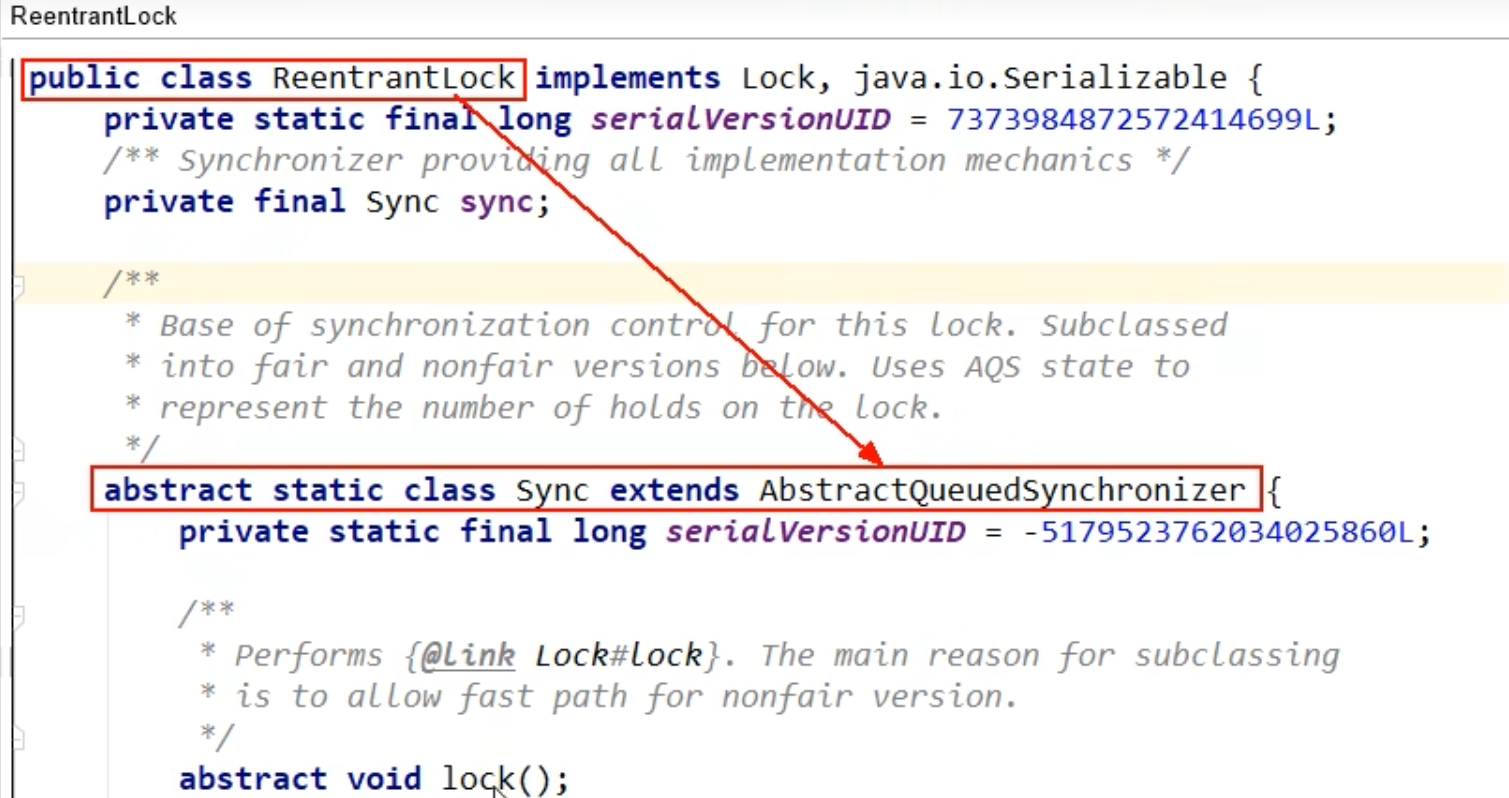 ReentrantLock
public class ReentrantLock implements Lock, java.io.Serializable {
private static final long serialVersionUID = 7373984872572414699L;
/** Synchronizer providing all implementation mechanics */
private final Sync sync;
/**
* Base of synchronization control for this lock. Subclassed
* into fair and nonfair versions below. Uses AQS state to
* represent the number of holds on the lock.
*/
abstract static class Sync extends AbstractQueuedSynchronizer {
private static final long serialVersionUID = -5179523762034025860L;
/**
* Performs {@link Lock#lock}. The main reason for subclassing
* is to allow fast path for nonfair version.
*/
abstract void lock();